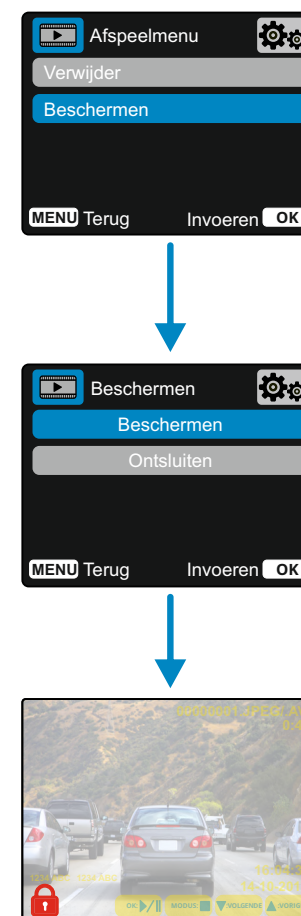 Afspeelmenu
Verwijder
Beschermen
MENU Terug Invoeren OK
Beschermen
Beschermen
Ontsluiten
MENU Terug Invoeren OK
OK: MODUS: VOLGENDE